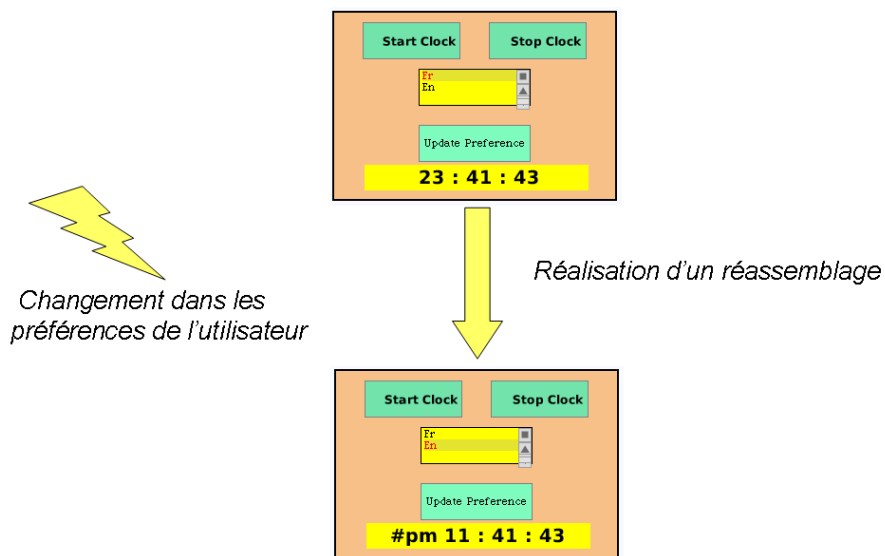 Start Clock Stop Clock
Fr
En
Update Preference
23 : 41 : 43
Changement dans les
préférences de l'utilisateur
Réalisation d'un réassemblage
Start Clock Stop Clock
Fr
En
Update Preference
#pm 11 : 41 : 43